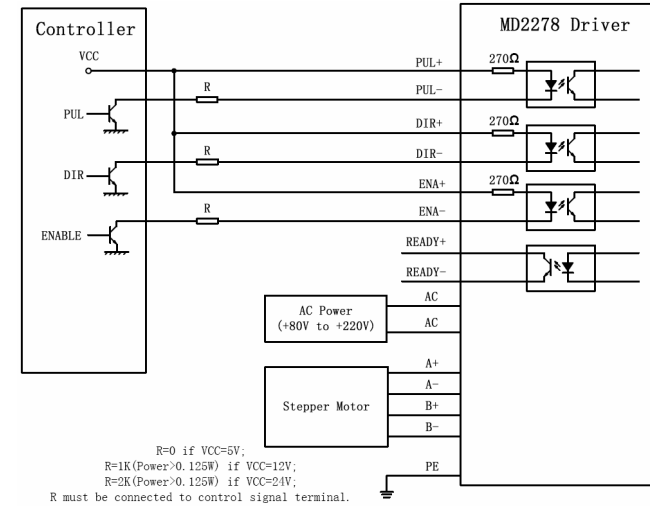 Controller
MD2278 Driver
VCC
PUL+
270Ω
R
PUL-
PUL
DIR+
270Ω
R
DIR-
DIR
ENA+
270Ω
R
ENA-
ENABLE
READY+
READY-
AC Power
(+80V to +220V)
AC
AC
Stepper Motor
A+
A-
B+
B-
PE
R=0 if VCC=5V;
R=1K(Power>0.125W) if VCC=12V;
R=2K(Power>0.125W) if VCC=24V;
R must be connected to control signal terminal.